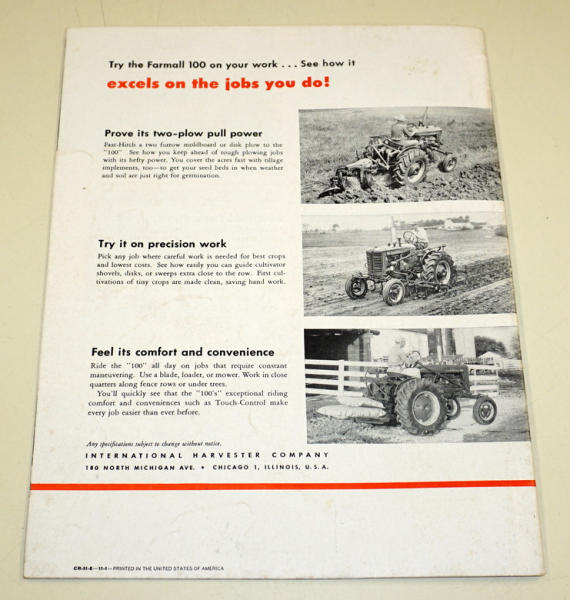 Try the Farmall 100 on your work . . . See how it
excels on the jobs you do!
Prove its two-plow pull power
Fast-Hitch a two furrow moldboard or disk plow to the
"100" See how you keep ahead of rough plowing jobs
with its hefty power. You cover the acres fast with tillage
implements, too—to get your seed beds in when weather
and soil are just right for germination.
Try it on precision work
Pick any job where careful work is needed for best crops
and lowest costs. See how easily you can guide cultivator
shovels, disks, or sweeps extra close to the row. First cul-
tivations of tiny crops are made clean, saving hand work.
Feel its comfort and convenience
Ride the "100" all day on jobs that require constant
maneuvering. Use a blade, loader, or mower. Work in close
quarters along fence rows or under trees.
You'll quickly see that the "100's" exceptional riding
comfort and conveniences such as Touch-Control make
every job easier than ever before.
Any specifications subject to change without notice.
INTERNATIONAL HARVESTER COMPANY
180 NORTH MICHIGAN AVE. • CHICAGO 1, ILLINOIS, U. S. A.
CR-11-E—11-1—PRINTED IN THE UNITED STATES OF AMERICA